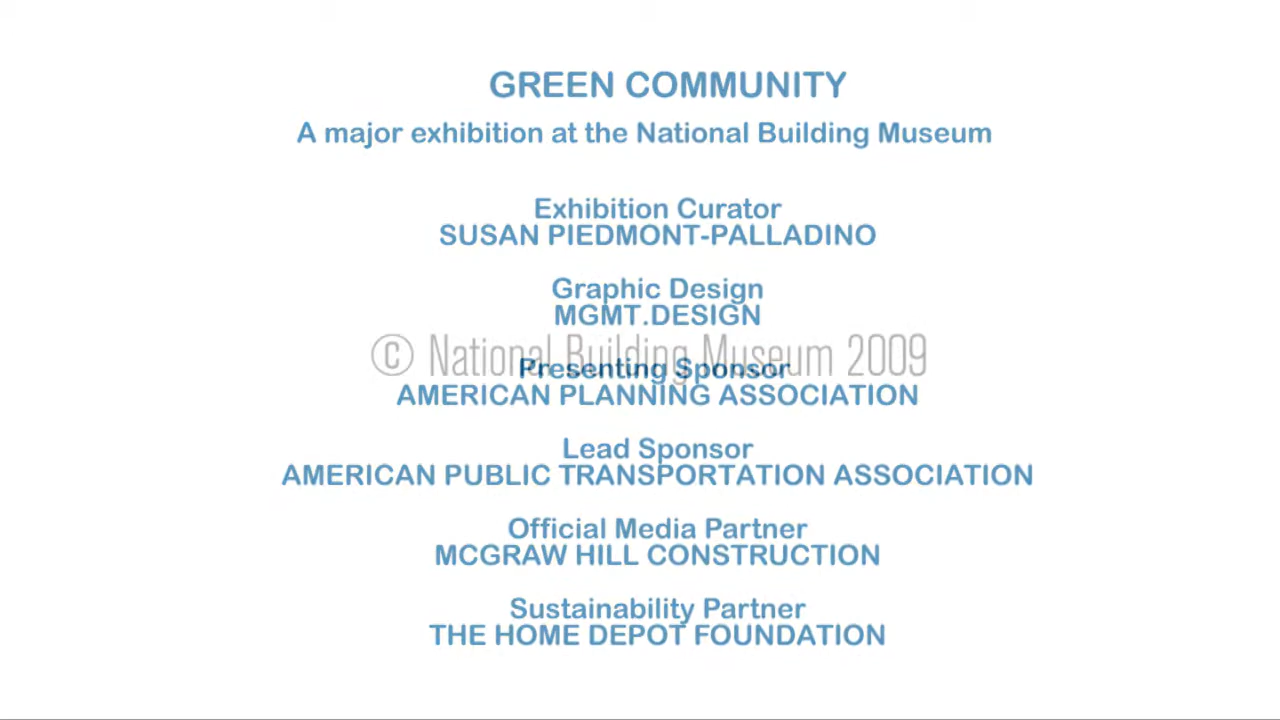 GREEN COMMUNITY
A major exhibition at the National Building Museum
Exhibition Curator
SUSAN PIEDMONT-PALLADINO
Graphic Design
MGMT.DESIGN
© National Building Museum 2009
Presenting Sponsor
AMERICAN PLANNING ASSOCIATION
Lead Sponsor
AMERICAN PUBLIC TRANSPORTATION ASSOCIATION
Official Media Partner
MCGRAW HILL CONSTRUCTION
Sustainability Partner
THE HOME DEPOT FOUNDATION